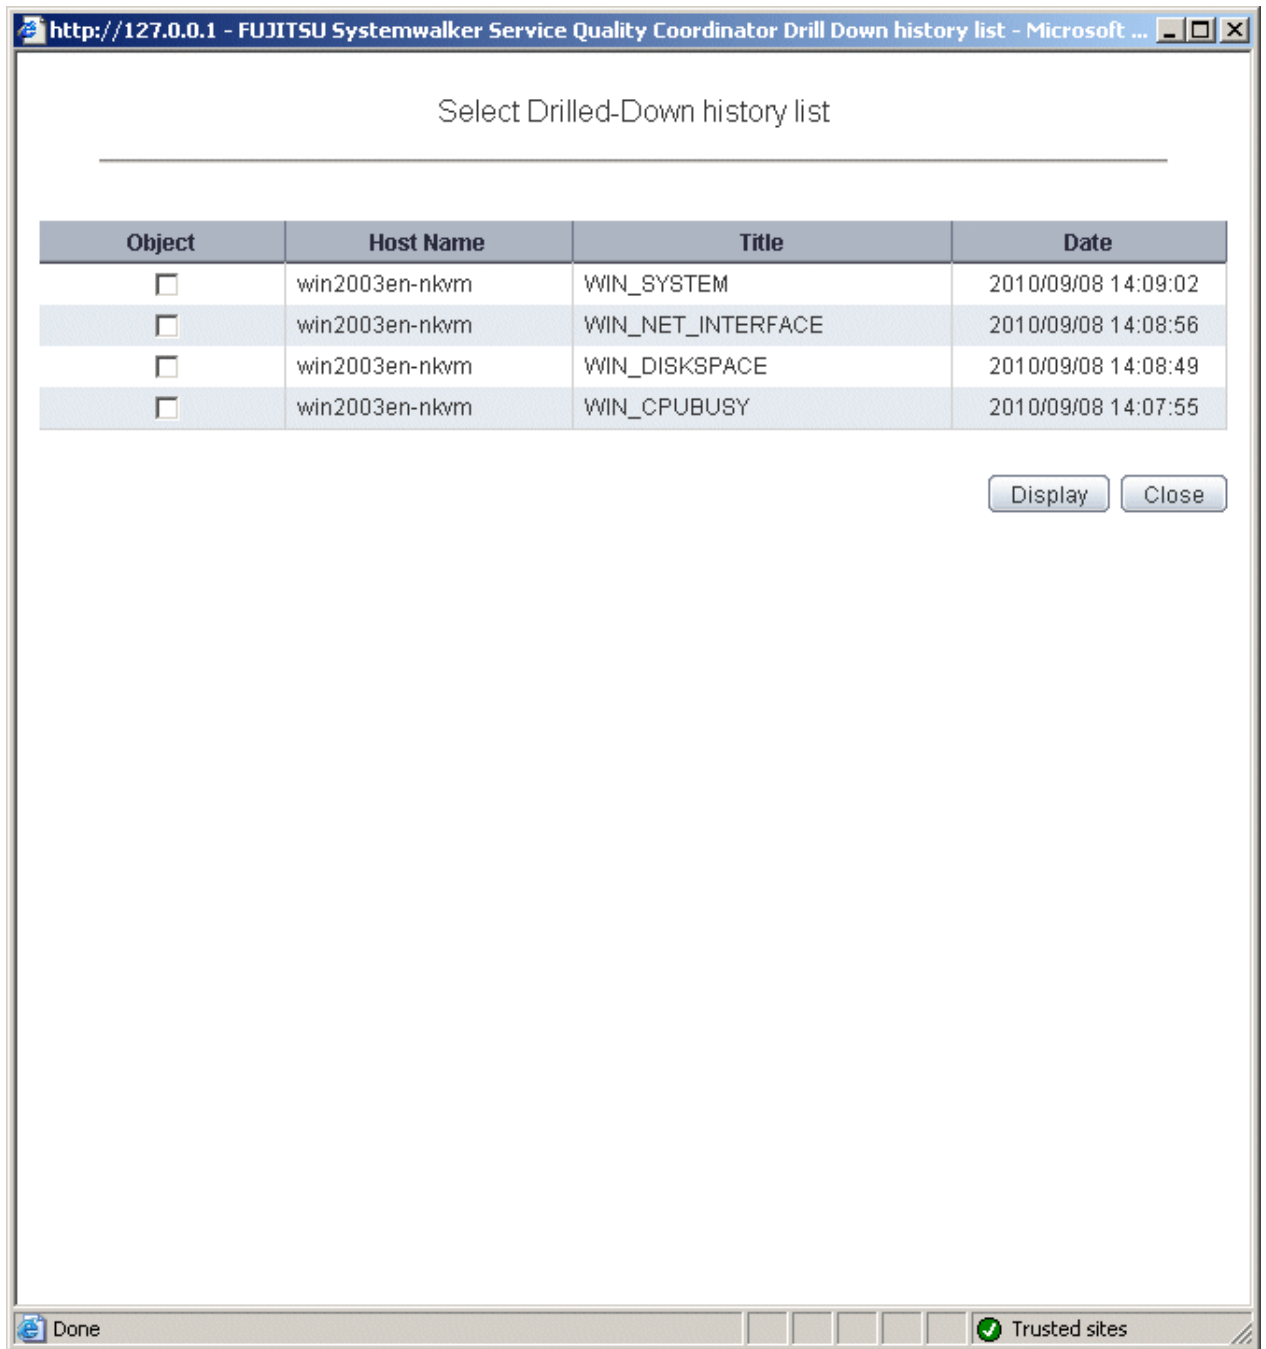 http://127.0.0.1 - FUJITSU Systemwalker Service Quality Coordinator Drill Down history list - Microsoft ...
Select Drilled-Down history list
Object Host Name Title Date
win2003en-nkvm WIN_SYSTEM 2010/09/08 14:09:02
win2003en-nkvm WIN_NET_INTERFACE 2010/09/08 14:08:56
win2003en-nkvm WIN_DISKSPACE 2010/09/08 14:08:49
win2003en-nkvm WIN_CPUBUSY 2010/09/08 14:07:55
Display Close
Done Trusted sites